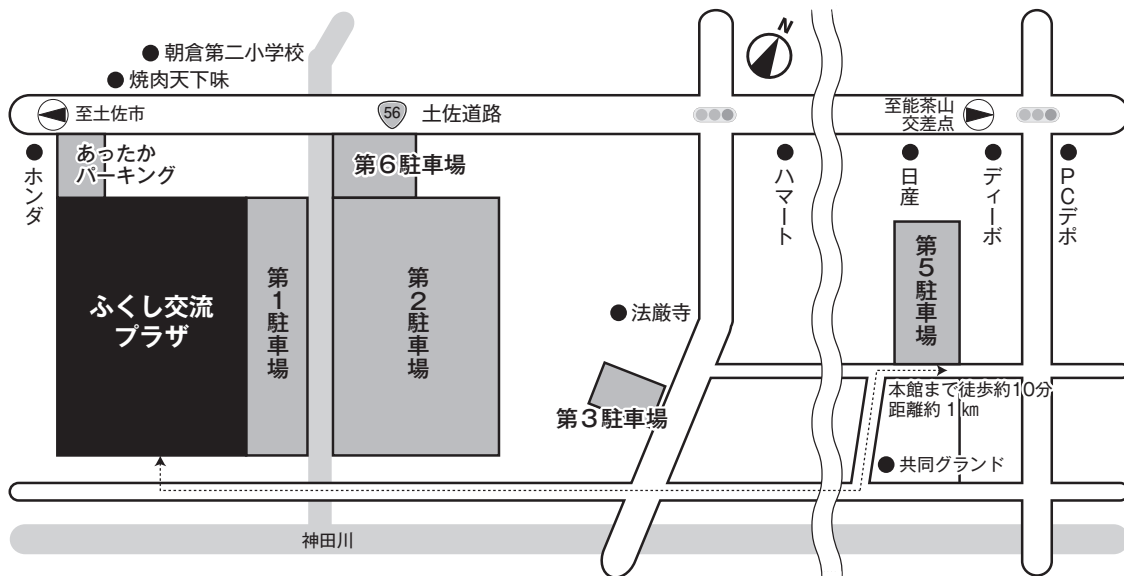 N
朝倉第二小学校
焼肉天下味
至土佐市
56
土佐道路
至能茶山
交差点
あったか
パーキング
第6駐車場
ホンダ
ハマート
日産
ディーボ
PCデポ
ふくし交流
プラザ
第1駐車場
第2駐車場
第5駐車場
法厳寺
第3駐車場
本館まで徒歩約10分
距離約1㎞
共同グランド
神田川